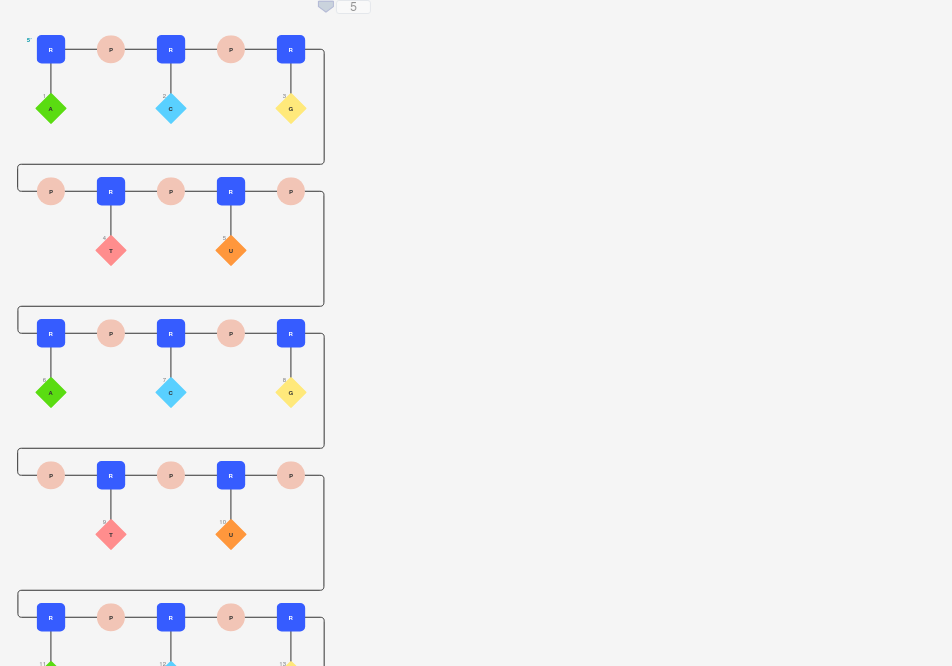 5
5' R P R P R
1 2 3
A C G
P R P R P
4 5
T U
R P R P R
6 7 8
A C G
P R P R P
9 10
T U
R P R P R
11 12 13